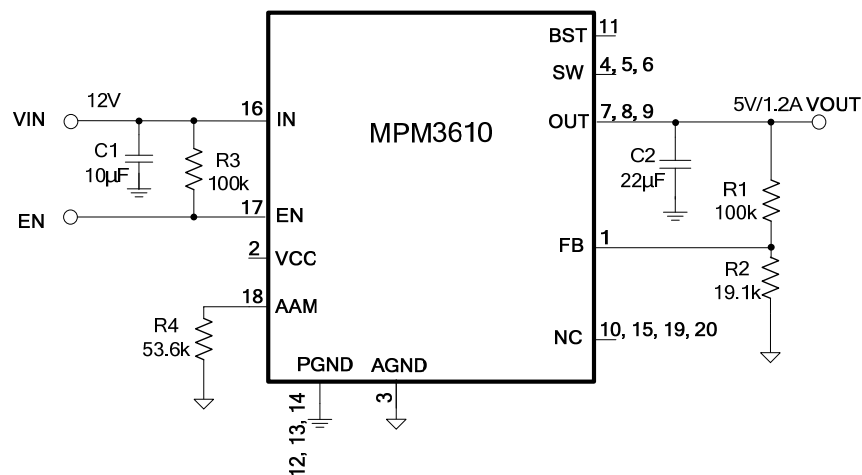 BST
11
SW
4, 5, 6
VIN
12V
16
IN
MPM3610
OUT
7, 8, 9
5V/1.2A VOUT
C1
10µF
R3
100k
C2
22µF
R1
100k
EN
17
EN
2
VCC
FB
1
R2
19.1k
18
AAM
R4
53.6k
NC
10, 15, 19, 20
PGND
AGND
12, 13, 14
3